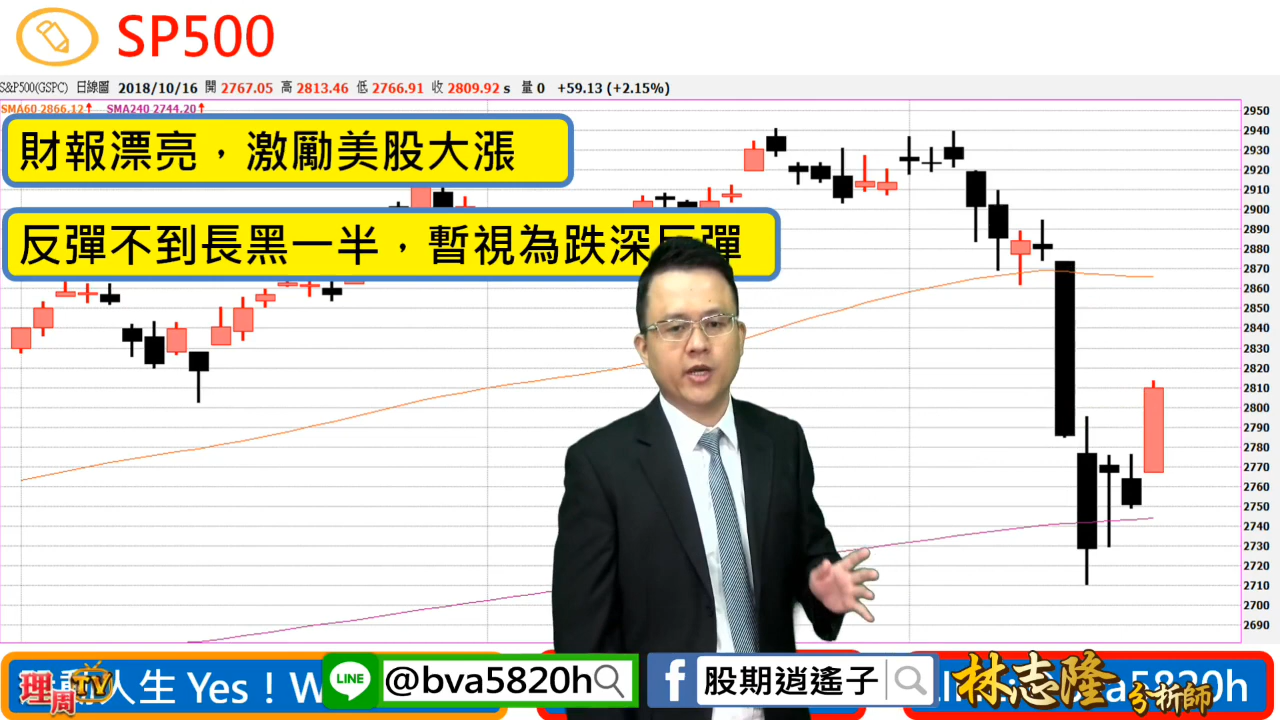 SP500
S&P500(GSPC) 日線圖 2018/10/16 開 2767.05 高 2813.46 低 2766.91 收 2809.92 s 量 0 +59.13 (+2.15%)
SMA60 2866.12↑ SMA240 2744.20↑
財報漂亮，激勵美股大漲
反彈不到長黑一半，暫視為跌深反彈
2950
2940
2930
2920
2910
2900
2890
2880
2870
2860
2850
2840
2830
2820
2810
2800
2790
2780
2770
2760
2750
2740
2730
2720
2710
2700
2690
理周TV
人生 Yes！W
LINE @bva5820h
f 股期逍遙子
林志隆 分析師
a5820h